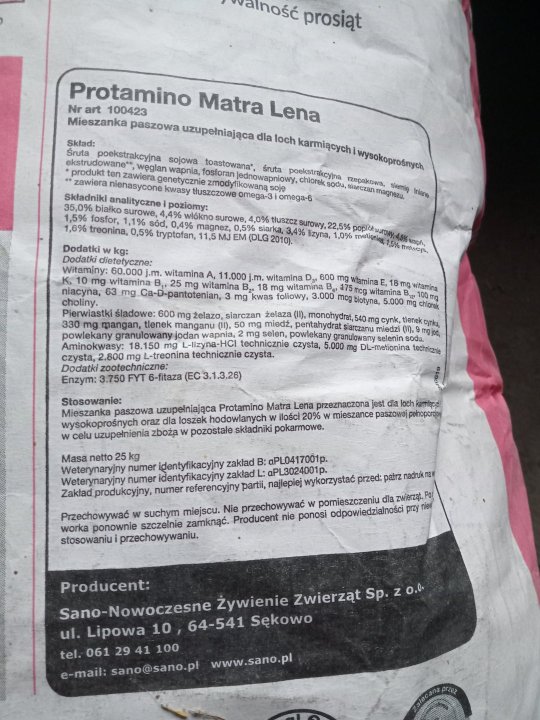 żywalność prosiąt
Protamino Matra Lena
Nr art 100423
Mieszanka paszowa uzupełniająca dla loch karmiących i wysokoprośnych
Skład:
Śruta poekstrakcyjna sojowa toastowana*, śruta poekstrakcyjna rzepakowa, siemię lniane
ekstrudowane**, węglan wapnia, fosforan jednowapniowy, chlorek sodu, siarczan magnezu.
* produkt ten zawiera genetycznie zmodyfikowaną soję
** zawiera nienasycone kwasy tłuszczowe omega-3 i omega-6
Składniki analityczne i poziomy:
35,0% białko surowe, 4,4% włókno surowe, 4,0% tłuszcz surowy, 22,5% popiół surowy, wapń,
1,5% fosfor, 1,1% sód, 0,4% magnez, 0,5% siarka, 3,4% lizyna, 1,0% metionina,
1,6% treonina, 0,5% tryptofan, 11,5 MJ EM (DLG 2010).
Dodatki w kg:
Dodatki dietetyczne:
Witaminy: 60.000 j.m. witamina A, 11.000 j.m. witamina D₃, 600 mg witamina E, 18 mg witamina
K, 10 mg witamina B₁, 25 mg witamina B₂, 18 mg witamina B₆, 475 mcg witamina B₁₂, 100 mg
niacyna, 63 mg Ca-D-pantotenian, 3 mg kwas foliowy, 3.000 mcg biotyna, 5.000 mg chlorek
choliny.
Pierwiastki śladowe: 600 mg żelazo, siarczan żelaza (II), monohydrat, 540 mg cynk, tlenek cynku,
330 mg mangan, tlenek manganu (II), 50 mg miedź, pentahydrat siarczanu miedzi (II), 9 mg jod,
powlekany granulowany jodan wapnia, 2 mg selen, powlekany granulowany selenin sodu.
Aminokwasy: 18.150 mg L-lizyna-HCl technicznie czysta, 5.000 mg DL-metionina technicznie
czysta, 2.800 mg L-treonina technicznie czysta.
Dodatki zootechniczne:
Enzym: 3.750 FYT 6-fitaza (EC 3.1.3.26)
Stosowanie:
Mieszanka paszowa uzupełniająca Protamino Matra Lena przeznaczona jest dla loch karmiących
wysokoprośnych oraz dla loszek hodowlanych w ilości 20% w mieszance paszowej pełnoporcjo
w celu uzupełnienia zboża w pozostałe składniki pokarmowe.
Masa netto 25 kg
Weterynaryjny numer identyfikacyjny zakład B: αPL0417001p.
Weterynaryjny numer identyfikacyjny zakład L: αPL3024001p.
Zakład produkcyjny, numer referencyjny partii, najlepiej wykorzystać przed: patrz nadruk na w
Przechowywać w suchym miejscu. Nie przechowywać w pomieszczeniu dla zwierząt. Po
worka ponownie szczelnie zamknąć. Producent nie ponosi odpowiedzialności przy niew
stosowaniu i przechowywaniu.
Producent:
Sano-Nowoczesne Żywienie Zwierząt Sp. z o.o.
ul. Lipowa 10 , 64-541 Sękowo
tel. 061 29 41 100
e-mail: sano@sano.pl www.sano.pl
Zalecana przez